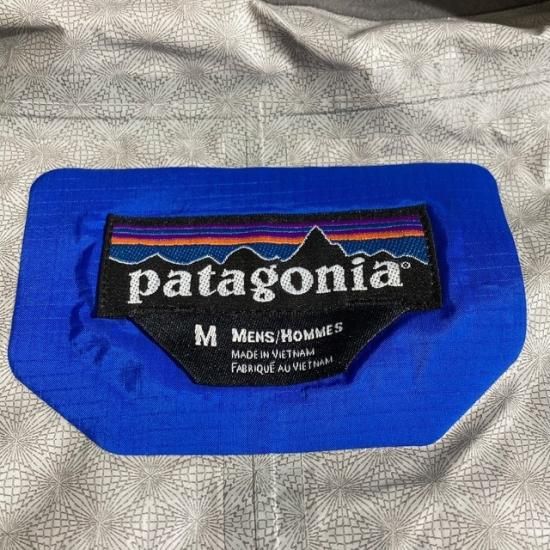 patagonia®
M MENS/HOMMES
MADE IN VIETNAM
FABRIQUÉ AU VIETNAM